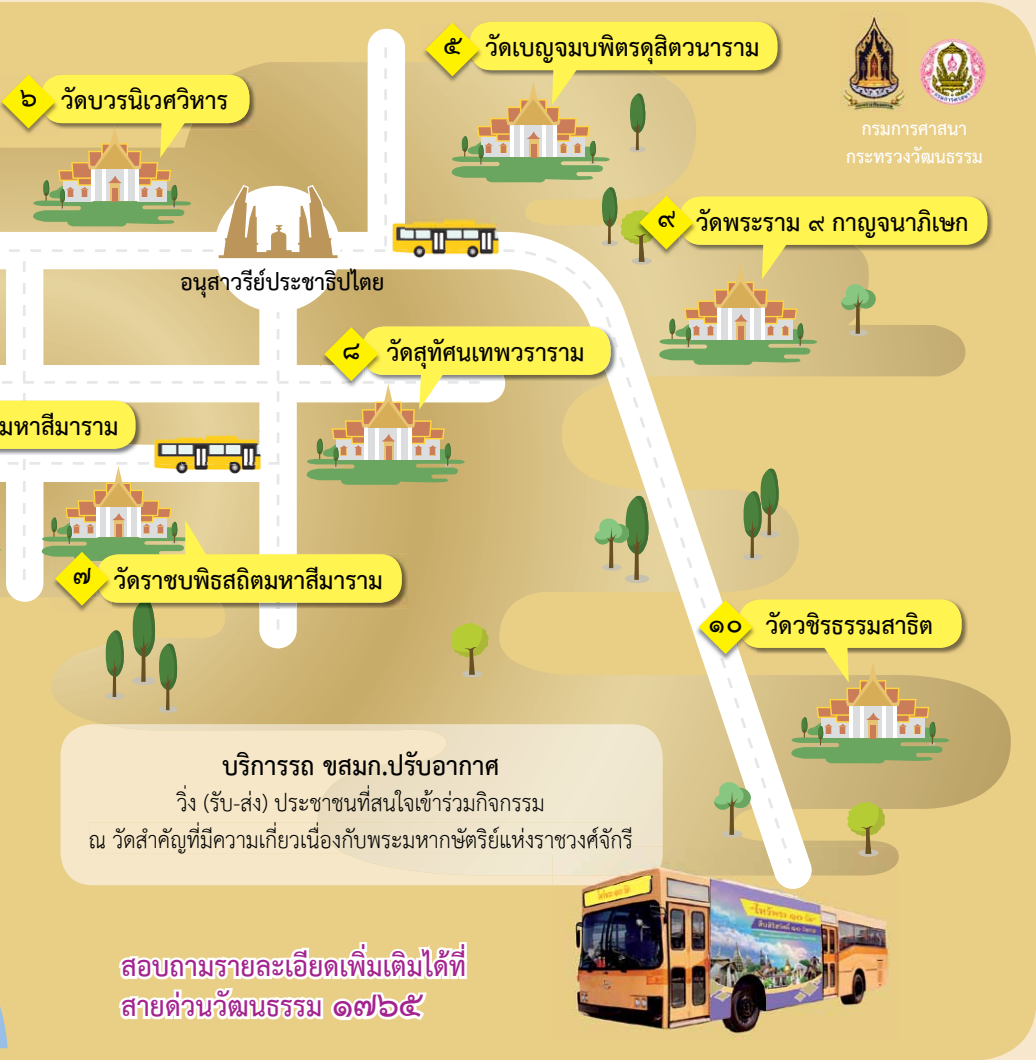 ๕ วัดเบญจมบพิตรดุสิตวนาราม
๖ วัดบวรนิเวศวิหาร
กรมการศาสนา
กระทรวงวัฒนธรรม
๙ วัดพระราม ๙ กาญจนาภิเษก
อนุสาวรีย์ประชาธิปไตย
๘ วัดสุทัศนเทพวราราม
มหาสีมาราม
๗ วัดราชบพิธสถิตมหาสีมาราม
๑๐ วัดวชิรธรรมสาธิต
บริการรถ ขสมก.ปรับอากาศ
วิ่ง (รับ-ส่ง) ประชาชนที่สนใจเข้าร่วมกิจกรรม
ณ วัดสำคัญที่มีความเกี่ยวเนื่องกับพระมหากษัตริย์แห่งราชวงศ์จักรี
สอบถามรายละเอียดเพิ่มเติมได้ที่
สายด่วนวัฒนธรรม ๑๗๖๕